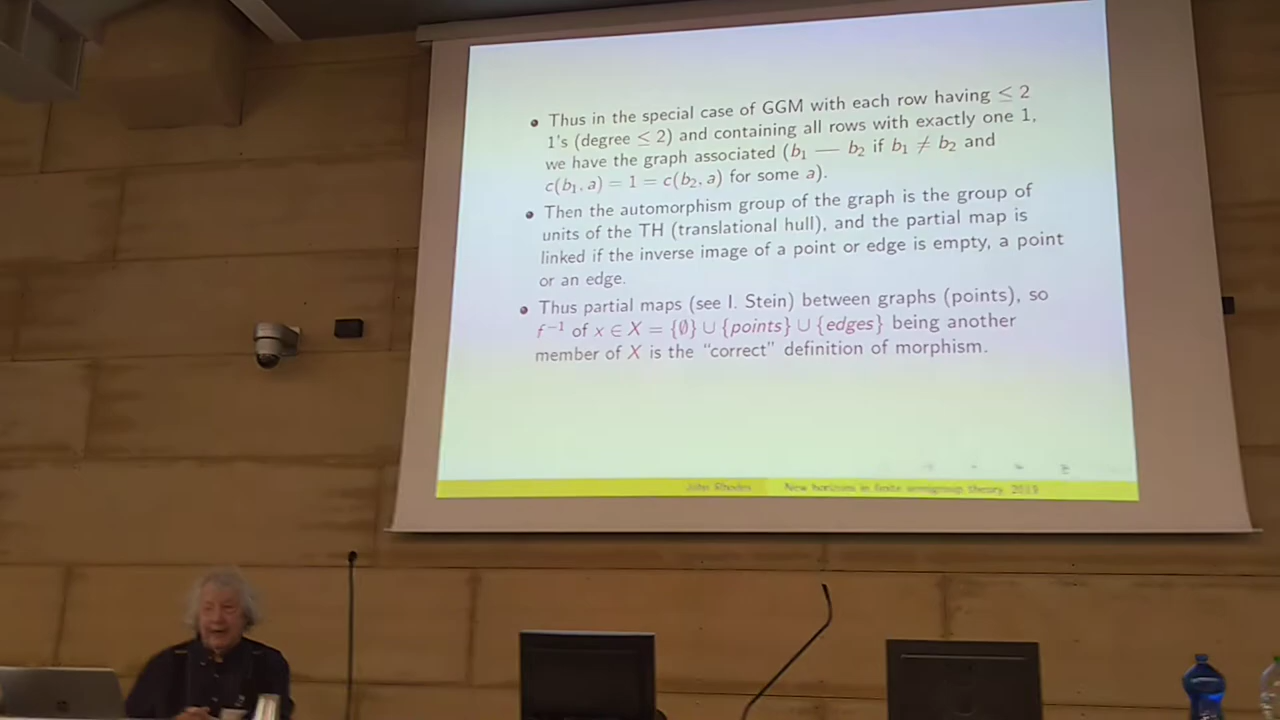 • Thus in the special case of GGM with each row having ≤ 2
1's (degree ≤ 2) and containing all rows with exactly one 1,
we have the graph associated (b₁ — b₂ if b₁ ≠ b₂ and
c(b₁, a) = 1 = c(b₂, a) for some a).
• Then the automorphism group of the graph is the group of
units of the TH (translational hull), and the partial map is
linked if the inverse image of a point or edge is empty, a point
or an edge.
• Thus partial maps (see I. Stein) between graphs (points), so
f⁻¹ of x ∈ X = {∅} ∪ {points} ∪ {edges} being another
member of X is the “correct” definition of morphism.
John Rhodes New horizons in finite semigroup theory, 2019